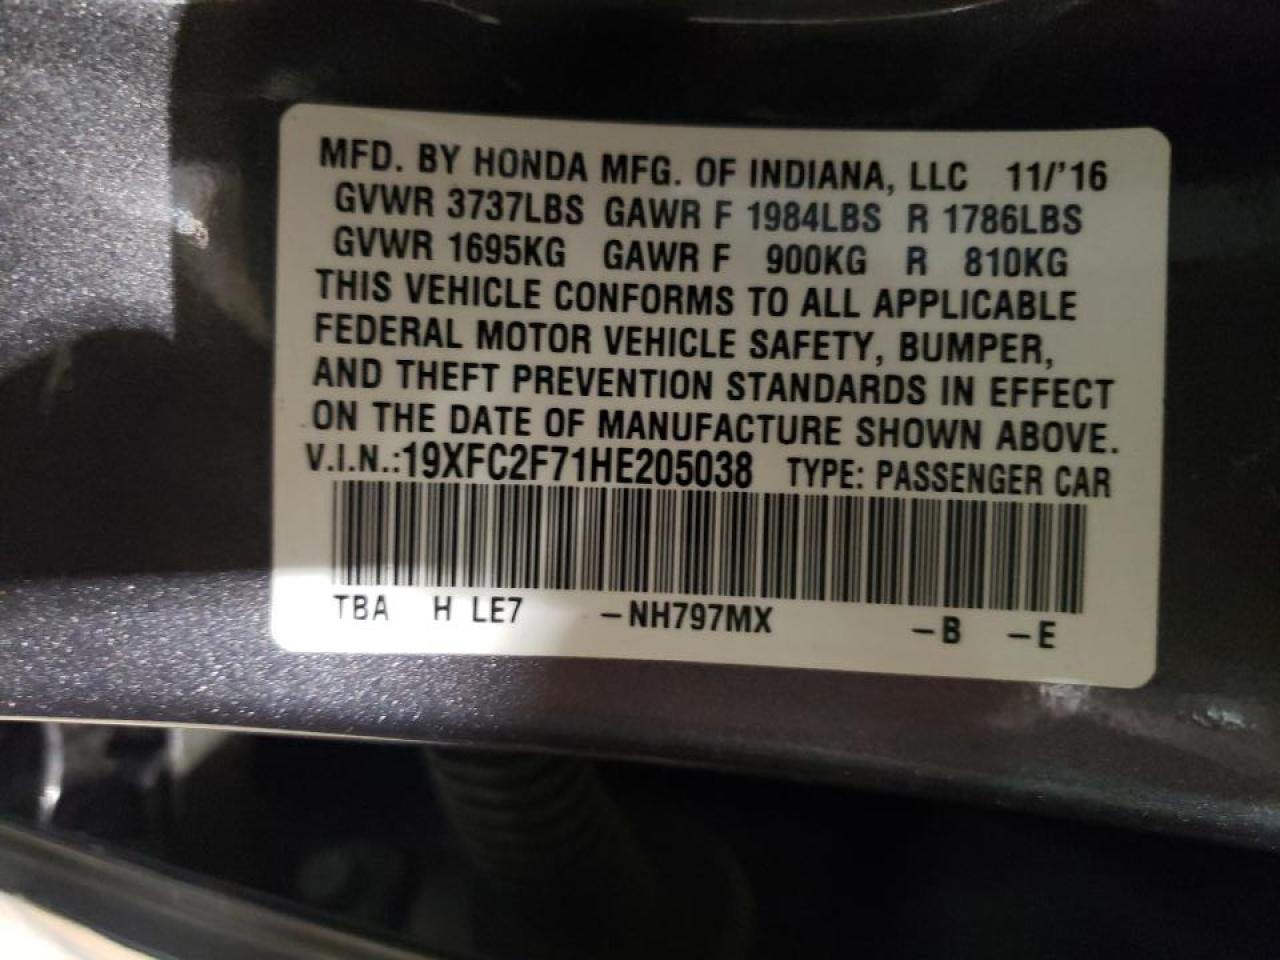 MFD. BY HONDA MFG. OF INDIANA, LLC 11/'16
GVWR 3737LBS GAWR F 1984LBS R 1786LBS
GVWR 1695KG GAWR F 900KG R 810KG
THIS VEHICLE CONFORMS TO ALL APPLICABLE
FEDERAL MOTOR VEHICLE SAFETY, BUMPER,
AND THEFT PREVENTION STANDARDS IN EFFECT
ON THE DATE OF MANUFACTURE SHOWN ABOVE.
V.I.N.:19XFC2F71HE205038 TYPE: PASSENGER CAR
TBA H LE7 –NH797MX –B –E